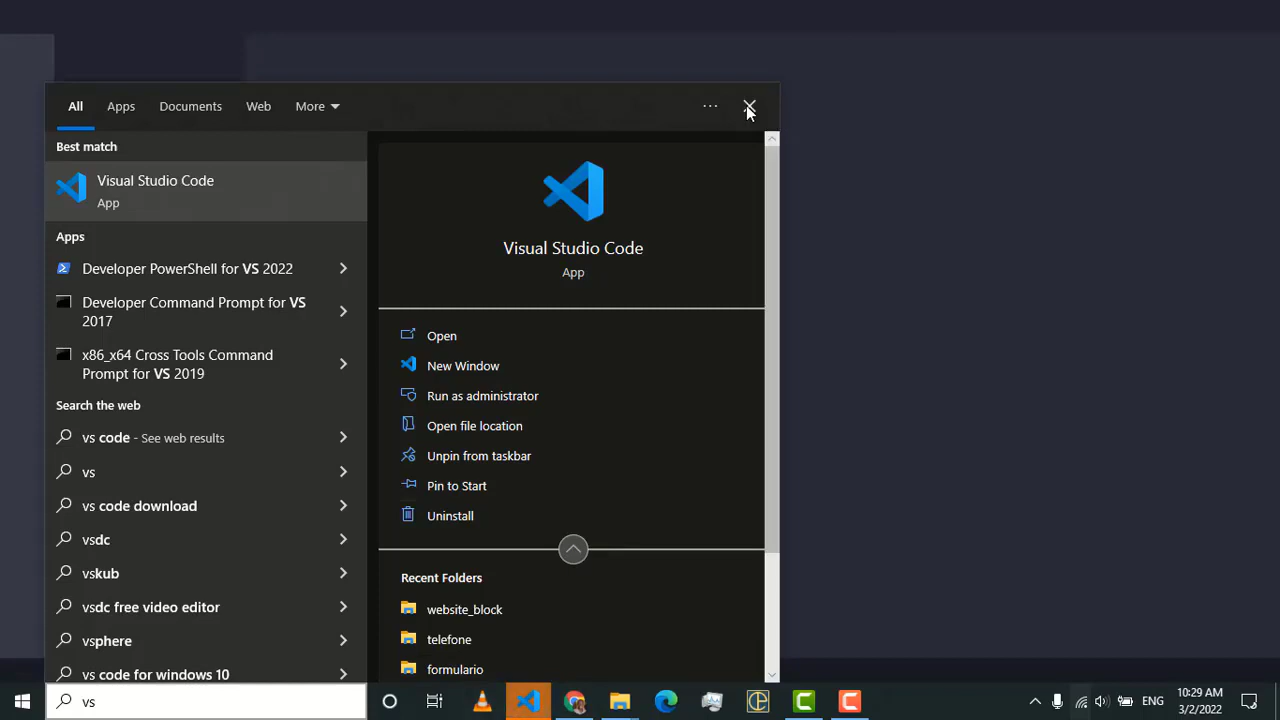 All
Apps
Documents
Web
More
Best match
Visual Studio Code
App
Apps
Developer PowerShell for VS 2022
Developer Command Prompt for VS
2017
x86_x64 Cross Tools Command
Prompt for VS 2019
Search the web
vs code - See web results
vs
vs code download
vsdc
vskub
vsdc free video editor
vsphere
vs code for windows 10
Visual Studio Code
App
Open
New Window
Run as administrator
Open file location
Unpin from taskbar
Pin to Start
Uninstall
Recent Folders
website_block
telefone
formulario
vs
ENG
10:29 AM
3/2/2022